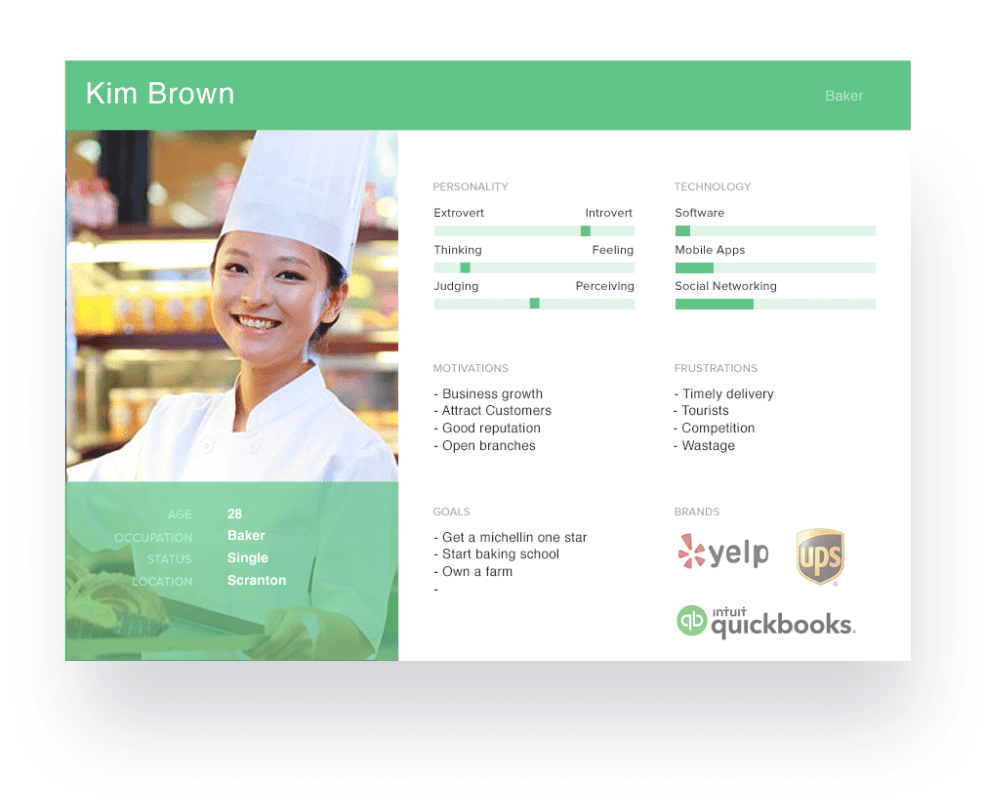 Kim Brown
Baker
AGE 28
OCCUPATION Baker
STATUS Single
LOCATION Scranton
PERSONALITY
Extrovert Introvert
Thinking Feeling
Judging Perceiving
TECHNOLOGY
Software
Mobile Apps
Social Networking
MOTIVATIONS
- Business growth
- Attract Customers
- Good reputation
- Open branches
FRUSTRATIONS
- Timely delivery
- Tourists
- Competition
- Wastage
GOALS
- Get a michellin one star
- Start baking school
- Own a farm
-
BRANDS
yelp
ups
qb intuit
quickbooks.